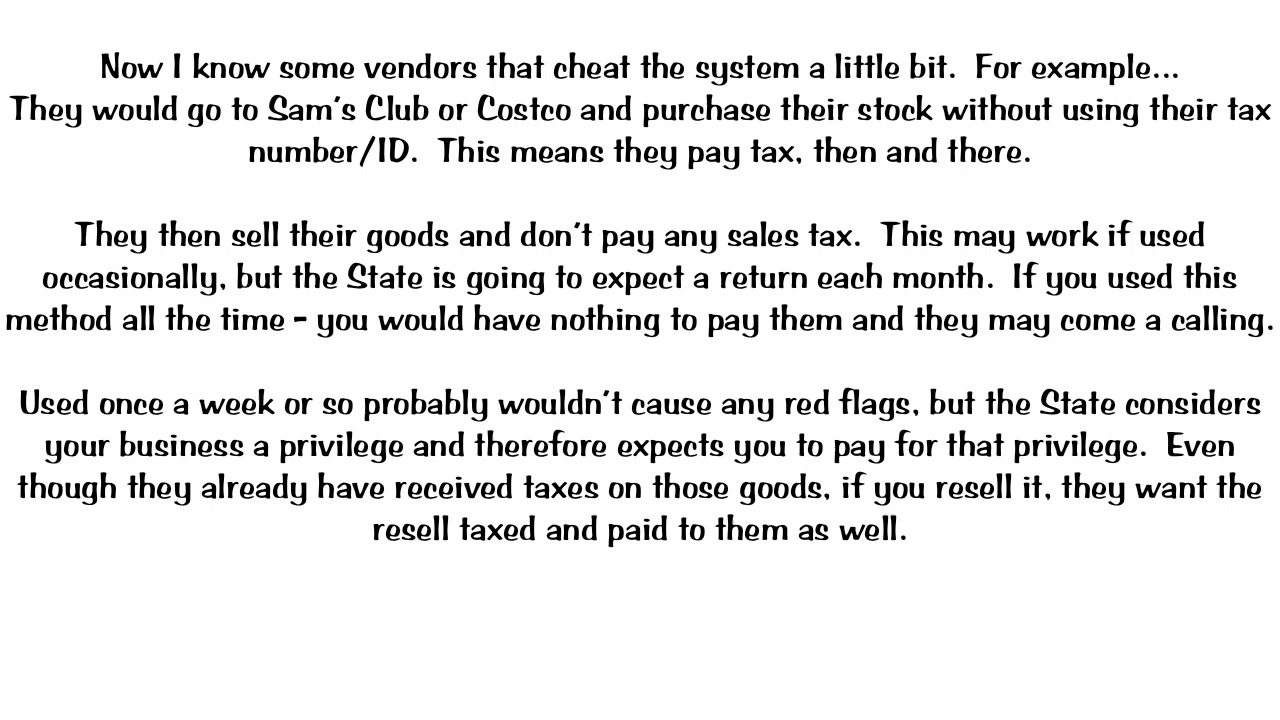 Now I know some vendors that cheat the system a little bit.  For example...
They would go to Sam's Club or Costco and purchase their stock without using their tax
number/ID.  This means they pay tax, then and there.
They then sell their goods and don't pay any sales tax.  This may work if used
occasionally, but the State is going to expect a return each month.  If you used this
method all the time - you would have nothing to pay them and they may come a calling.
Used once a week or so probably wouldn't cause any red flags, but the State considers
your business a privilege and therefore expects you to pay for that privilege.  Even
though they already have received taxes on those goods, if you resell it, they want the
resell taxed and paid to them as well.